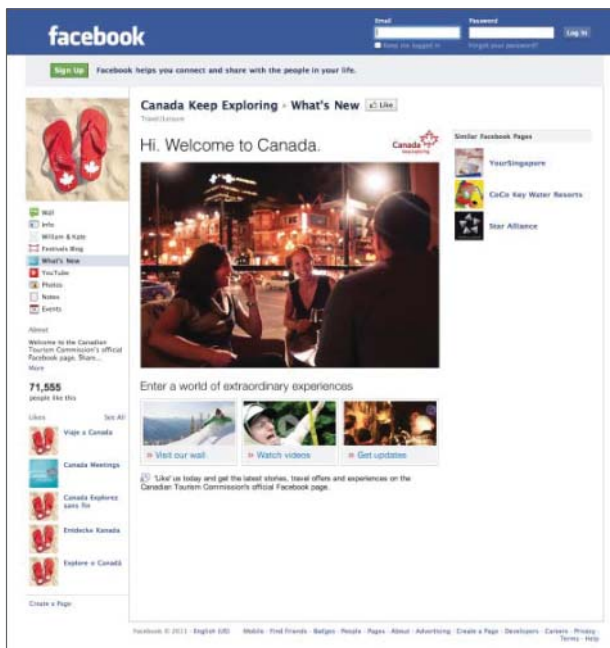 facebook
Email
Password
Keep me logged in
Forgot your password?
Log In
Sign Up
Facebook helps you connect and share with the people in your life.
Canada Keep Exploring ▸ What's New
Like
Travel/Leisure
Hi. Welcome to Canada.
Canada
keep exploring
Similar Facebook Pages
YourSingapore
CoCo Key Water Resorts
Star Alliance
Wall
Info
William & Kate
Festivals Blog
What's New
YouTube
Photos
Notes
Events
About
Welcome to the Canadian
Tourism Commission's official
Facebook page. Share...
More
71,555
people like this
Likes
See All
Viaje a Canada
Canada Meetings
Canada Explorez
sans fin
Entdecke Kanada
Explore o Canadá
Create a Page
Enter a world of extraordinary experiences
» Visit our wall
» Watch videos
» Get updates
'Like' us today and get the latest stories, travel offers and experiences on the
Canadian Tourism Commission's official Facebook page.
Facebook © 2011 · English (US)
Mobile · Find Friends · Badges · People · Pages · About · Advertising · Create a Page · Developers · Careers · Privacy ·
Terms · Help